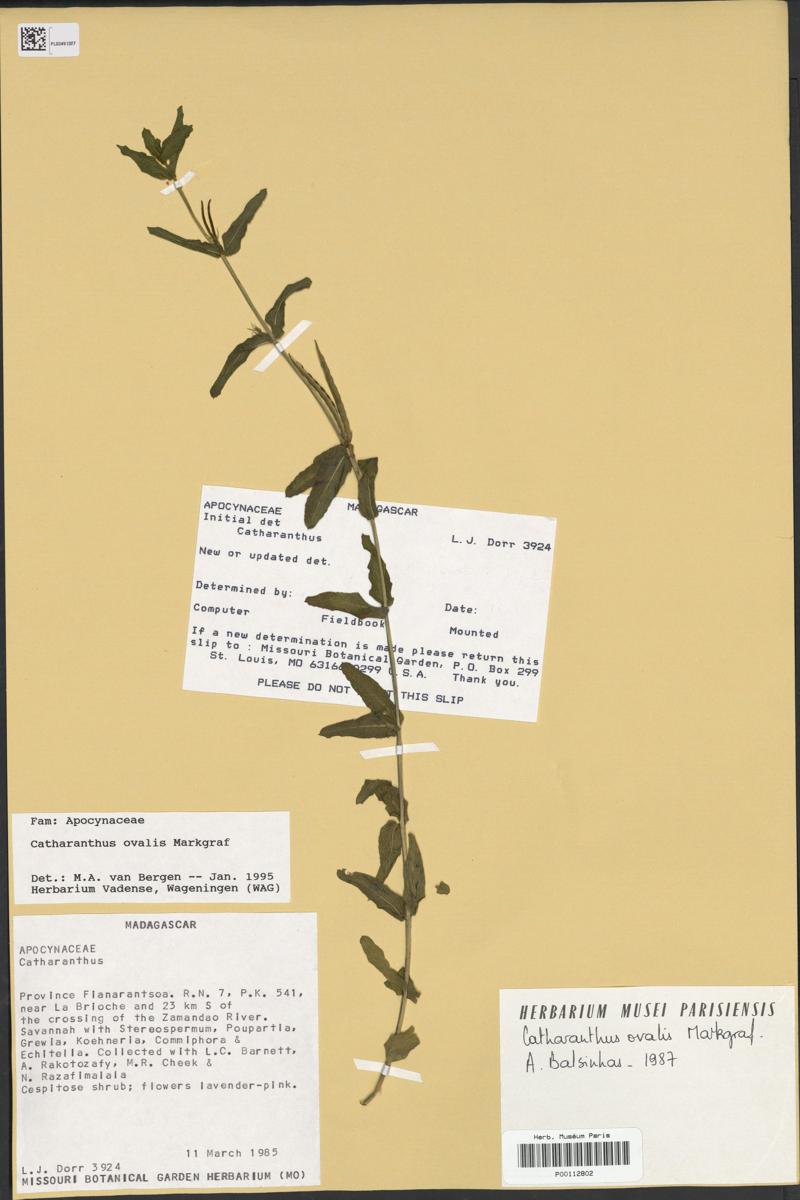 APOCYNACEAE MADAGASCAR
Initial det
Catharanthus L.J. Dorr 3924
New or updated det.
Determined by: Date:
Computer Fieldbook Mounted
If a new determination is made please return this
slip to : Missouri Botanical Garden, P.O. Box 299
St. Louis, MO 0299 U.S.A. Thank you.
PLEASE DO NOT THIS SLIP
Fam: Apocynaceae
Catharanthus ovalis Markgraf
Det.: M.A. van Bergen -- Jan. 1995
Herbarium Vadense, Wageningen (WAG)
MADAGASCAR
APOCYNACEAE
Catharanthus
Province Fianarantsoa. R.N. 7, P.K. 541,
near La Brioche and 23 km S of
the crossing of the Zamandao River.
Savannah with Stereospermum, Poupartia,
Grewia, Koehneria, Commiphora &
Echitella. Collected with L.C. Barnett,
A. Rakotozafy, M.R. Cheek &
N. Razafimalala
Cespitose shrub; flowers lavender-pink.
11 March 1985
L.J. Dorr 3924
MISSOURI BOTANICAL GARDEN HERBARIUM (MO)
HERBARIUM MUSEI PARISIENSIS
Catharanthus ovalis Markgraf.
A. Balsinhas - 1987
Herb. Muséum Paris
P00112802